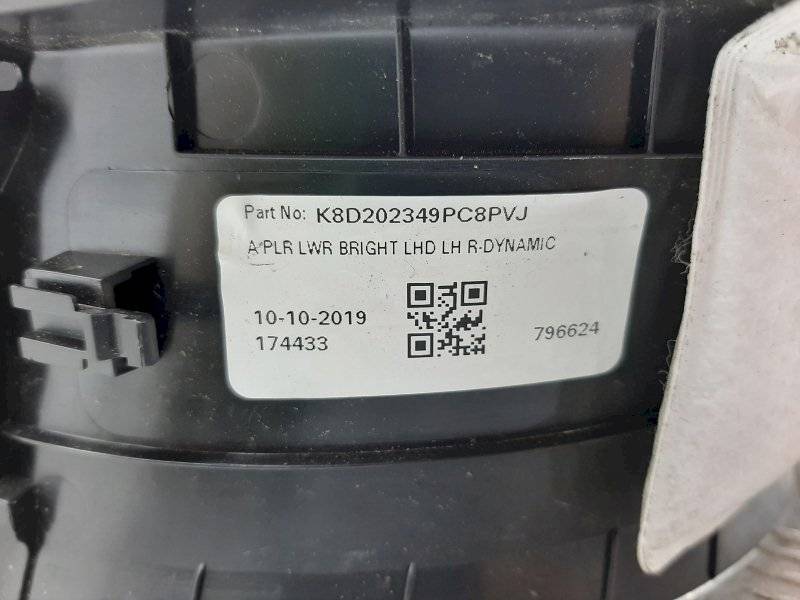 Part No: K8D202349PC8PVJ
A PLR LWR BRIGHT LHD LH R-DYNAMIC
10-10-2019
174433
796624